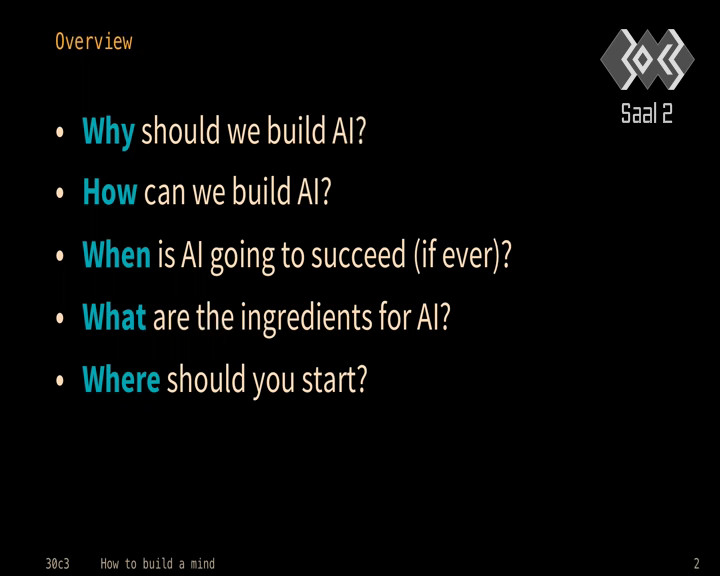 Overview
Saal 2
• Why should we build AI?
• How can we build AI?
• When is AI going to succeed (if ever)?
• What are the ingredients for AI?
• Where should you start?
30c3 How to build a mind 2